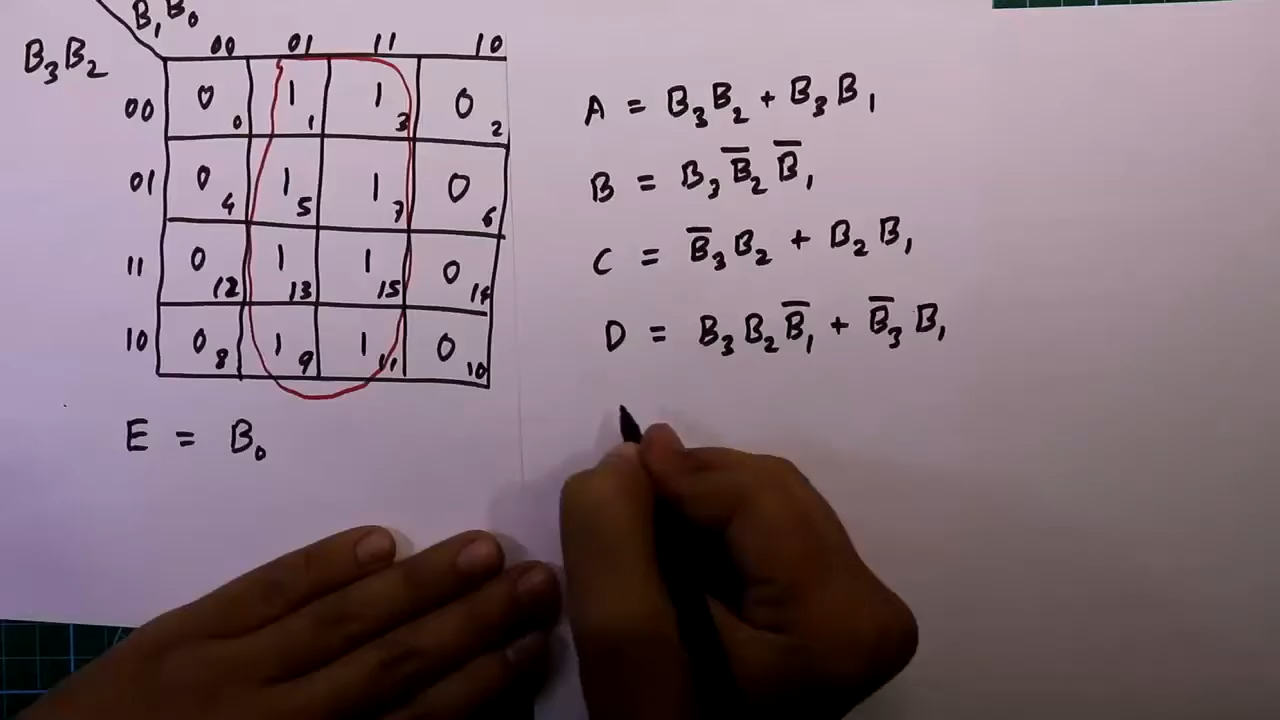 B₁B₀
B₃B₂
00 01 11 10
00 0 0 1 1 1 3 0 2
01 0 4 1 5 1 7 0 6
11 0 12 1 13 1 15 0 14
10 0 8 1 9 1 11 0 10
E = B₀
A = B₃B₂ + B₃B₁
B = B₃B̅₂B̅₁
C = B̅₃B₂ + B₂B₁
D = B₃B₂B̅₁ + B̅₃B₁